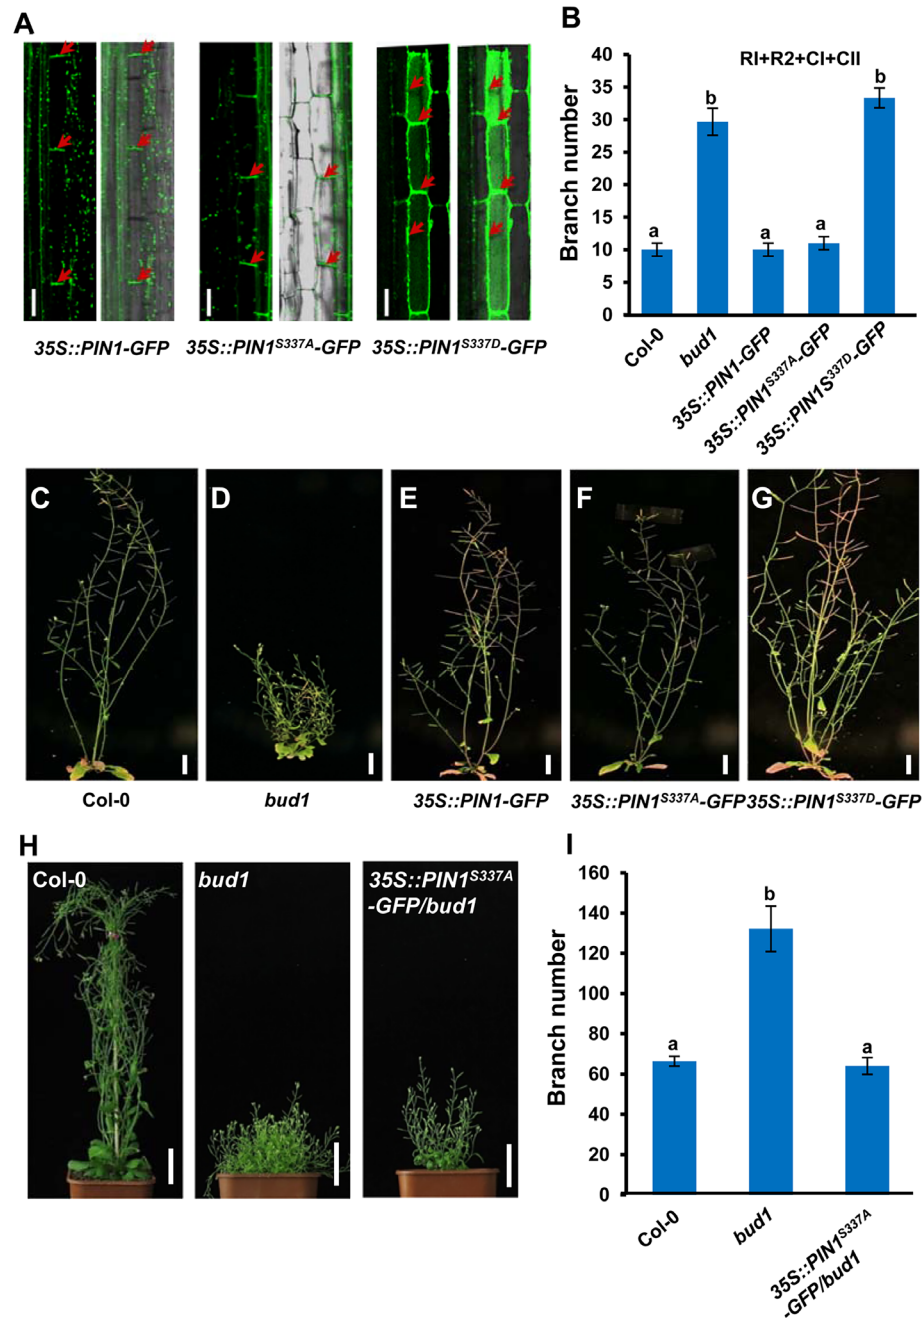 A
35S::PIN1-GFP
35S::PIN1S337A-GFP
35S::PIN1S337D-GFP
B
RI+R2+CI+CII
Branch number
40
35
30
25
20
15
10
5
0
a
b
a
a
b
Col-0
bud1
35S::PIN1-GFP
35S::PIN1S337A-GFP
35S::PIN1S337D-GFP
C
D
E
F
G
Col-0
bud1
35S::PIN1-GFP
35S::PIN1S337A-GFP
35S::PIN1S337D-GFP
H
Col-0
bud1
35S::PIN1S337A
-GFP/bud1
I
Branch number
160
140
120
100
80
60
40
20
0
a
b
a
Col-0
bud1
35S::PIN1S337A
-GFP/bud1